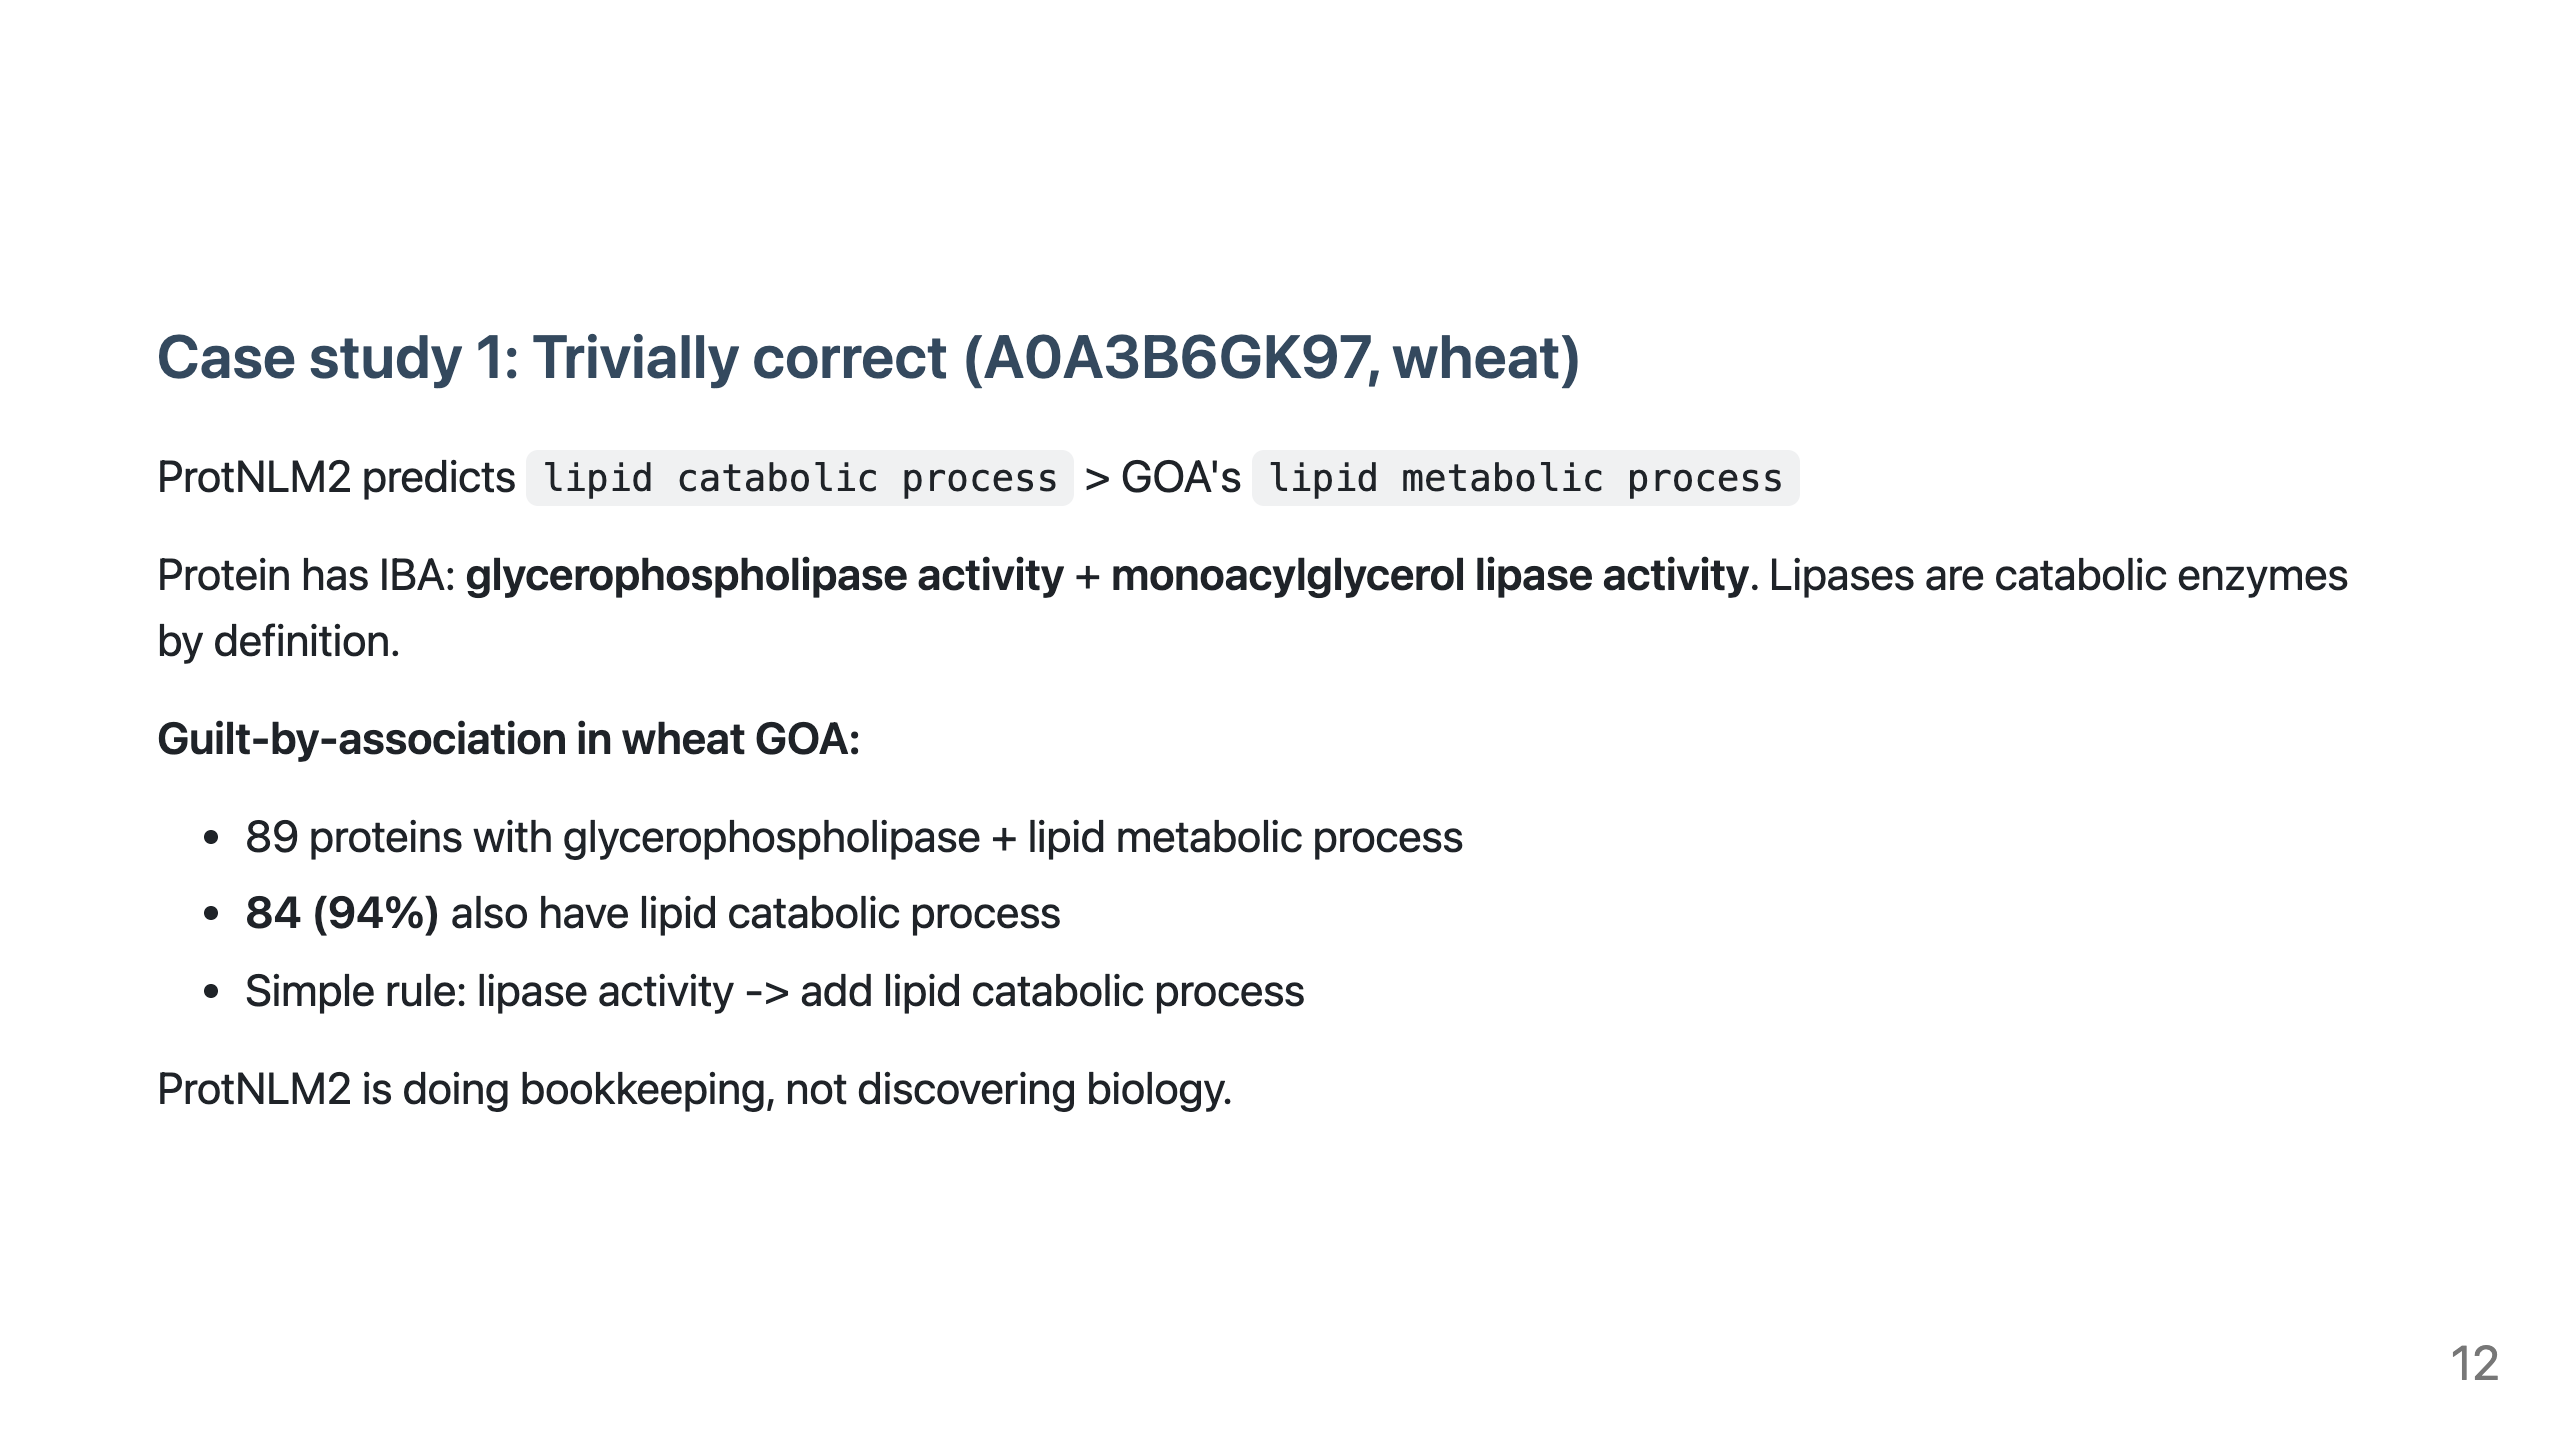 Case study 1: Trivially correct (A0A3B6GK97, wheat)
ProtNLM2 predicts lipid catabolic process > GOA's lipid metabolic process
Protein has IBA: glycerophospholipase activity + monoacylglycerol lipase activity. Lipases are catabolic enzymes
by definition.
Guilt-by-association in wheat GOA:
• 89 proteins with glycerophospholipase + lipid metabolic process
• 84 (94%) also have lipid catabolic process
• Simple rule: lipase activity -> add lipid catabolic process
ProtNLM2 is doing bookkeeping, not discovering biology.
12